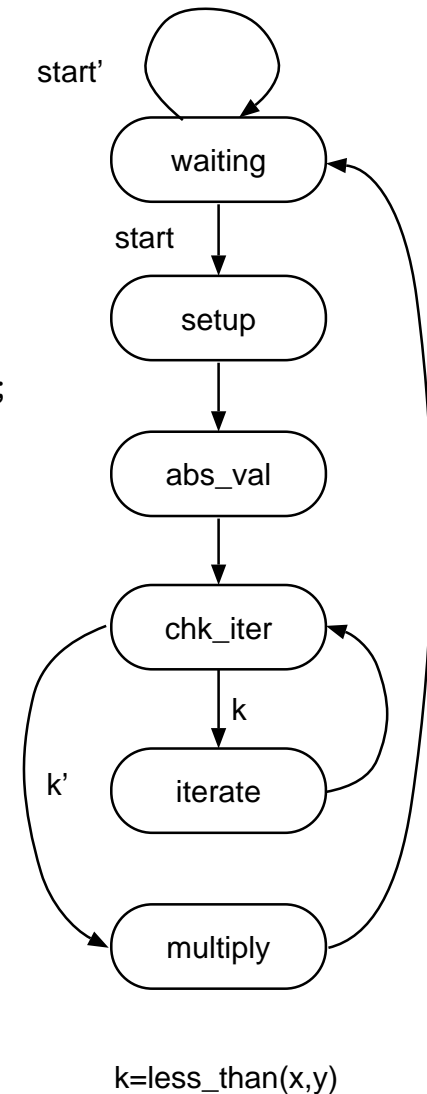 start’
waiting
start
setup
;
abs_val
chk_iter
k
k’
iterate
multiply
k=less_than(x,y)